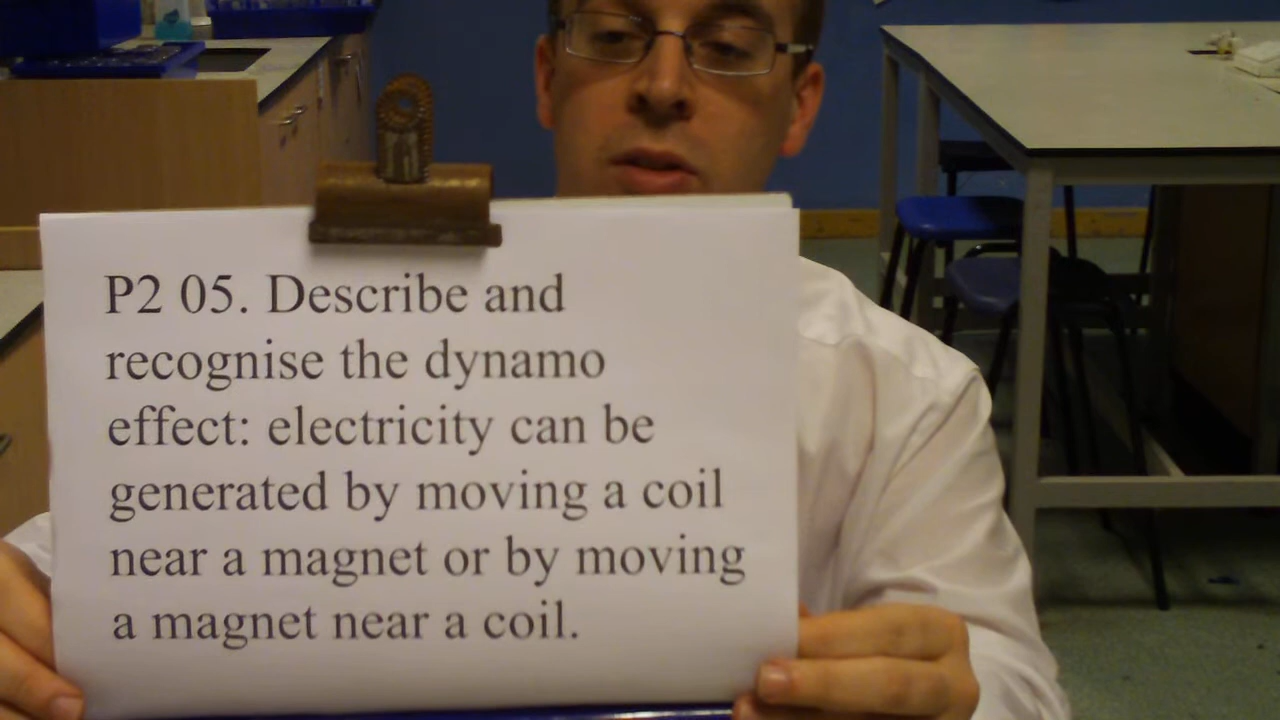 P2 05. Describe and
recognise the dynamo
effect: electricity can be
generated by moving a coil
near a magnet or by moving
a magnet near a coil.